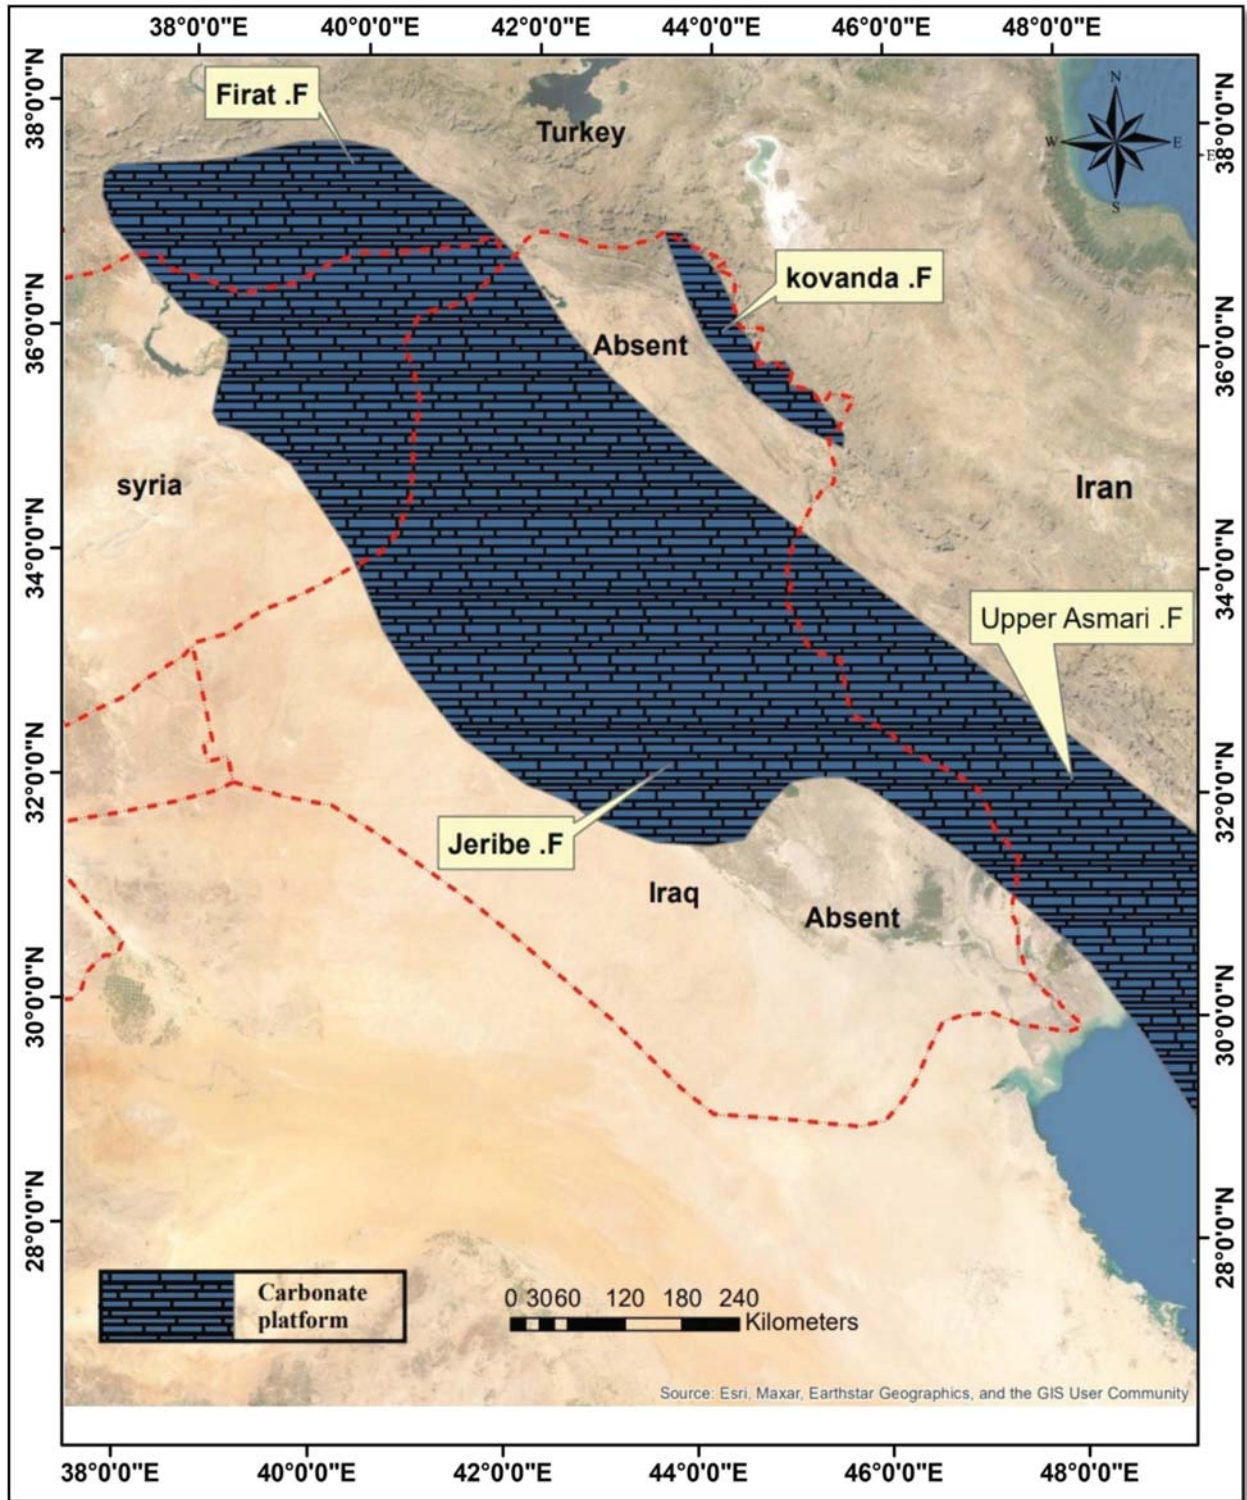 38°0'0"E 40°0'0"E 42°0'0"E 44°0'0"E 46°0'0"E 48°0'0"E
38°0'0"N
36°0'0"N
34°0'0"N
32°0'0"N
30°0'0"N
28°0'0"N
Firat .F
Turkey
N
W
E
S
E
kovanda .F
Absent
syria
Iran
Upper Asmari .F
Jeribe .F
Iraq
Absent
38°0'0"N
36°0'0"N
34°0'0"N
32°0'0"N
30°0'0"N
28°0'0"N
Carbonate
platform
0 30 60 120 180 240
Kilometers
Source: Esri, Maxar, Earthstar Geographics, and the GIS User Community
38°0'0"E 40°0'0"E 42°0'0"E 44°0'0"E 46°0'0"E 48°0'0"E